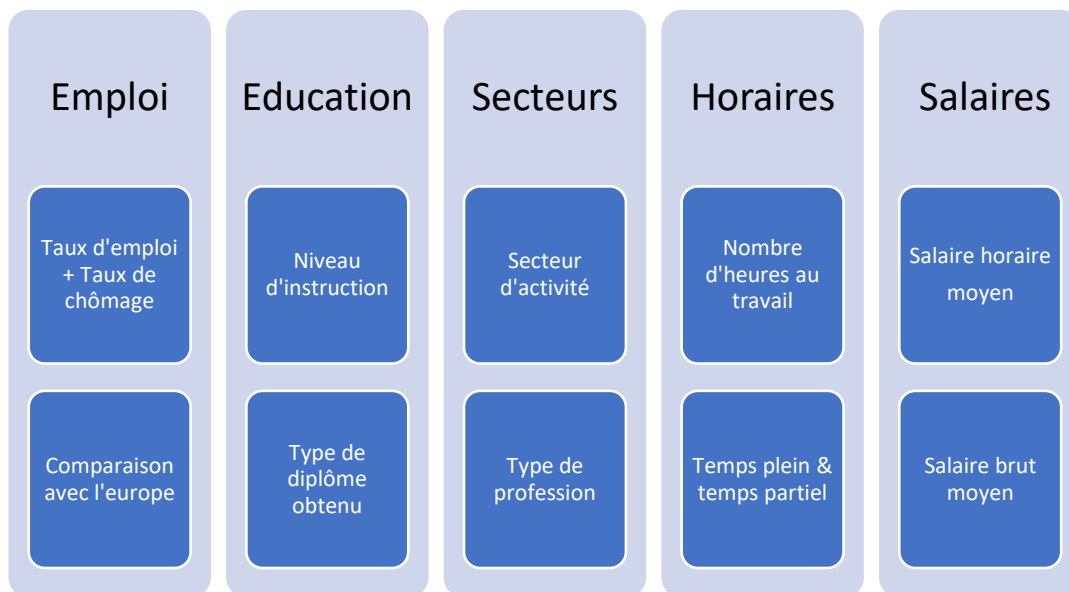 Emploi
Education
Secteurs
Horaires
Salaires
Taux d'emploi
+ Taux de
chômage
Niveau
d'instruction
Secteur
d'activité
Nombre
d'heures au
travail
Salaire horaire
moyen
Comparaison
avec l'europe
Type de
diplôme
obtenu
Type de
profession
Temps plein &
temps partiel
Salaire brut
moyen